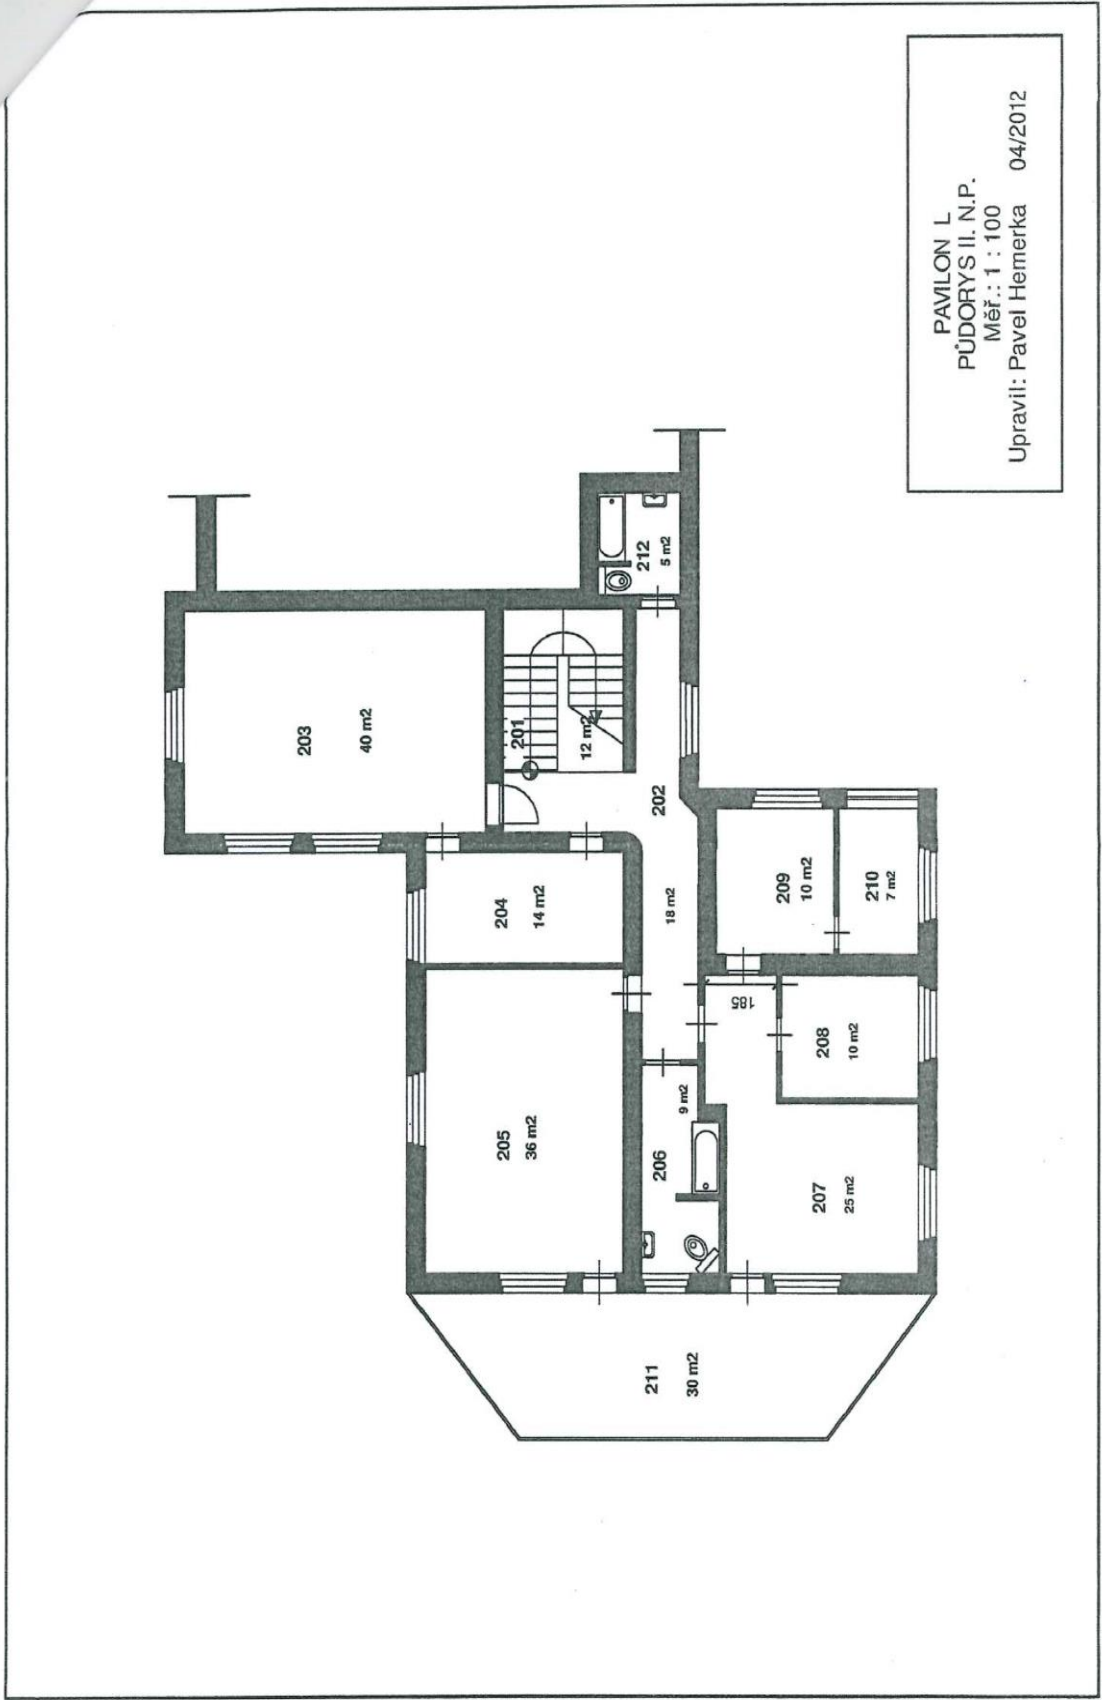 203
40 m2
201
12 m2
212
5 m2
202
18 m2
204
14 m2
205
36 m2
206
9 m2
209
10 m2
210
7 m2
185
208
10 m2
207
25 m2
211
30 m2
PAVILON L
PŮDORYS II. N.P.
Měř.: 1 : 100
Upravil: Pavel Hemerka 04/2012